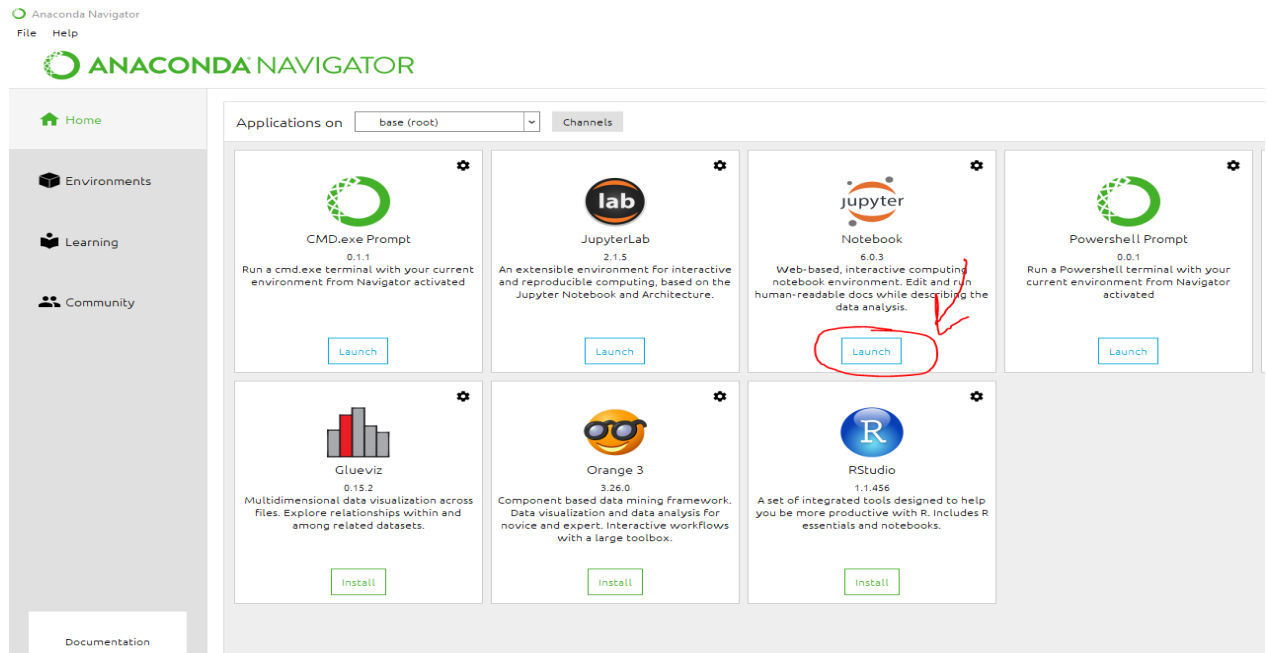 Anaconda Navigator
File Help
ANACONDA NAVIGATOR
Home
Environments
Learning
Community
Documentation
Applications on base (root) Channels
CMD.exe Prompt
0.1.1
Run a cmd.exe terminal with your current
environment from Navigator activated
Launch
lab
JupyterLab
2.1.5
An extensible environment for interactive
and reproducible computing, based on the
Jupyter Notebook and Architecture.
Launch
jupyter
Notebook
6.0.3
Web-based, interactive computing
notebook environment. Edit and run
human-readable docs while describing the
data analysis.
Launch
Powershell Prompt
0.0.1
Run a Powershell terminal with your
current environment from Navigator
activated
Launch
Glueviz
0.15.2
Multidimensional data visualization across
files. Explore relationships within and
among related datasets.
Install
Orange 3
3.26.0
Component based data mining framework.
Data visualization and data analysis for
novice and expert. Interactive workflows
with a large toolbox.
Install
R
RStudio
1.1.456
A set of integrated tools designed to help
you be more productive with R. Includes R
essentials and notebooks.
Install